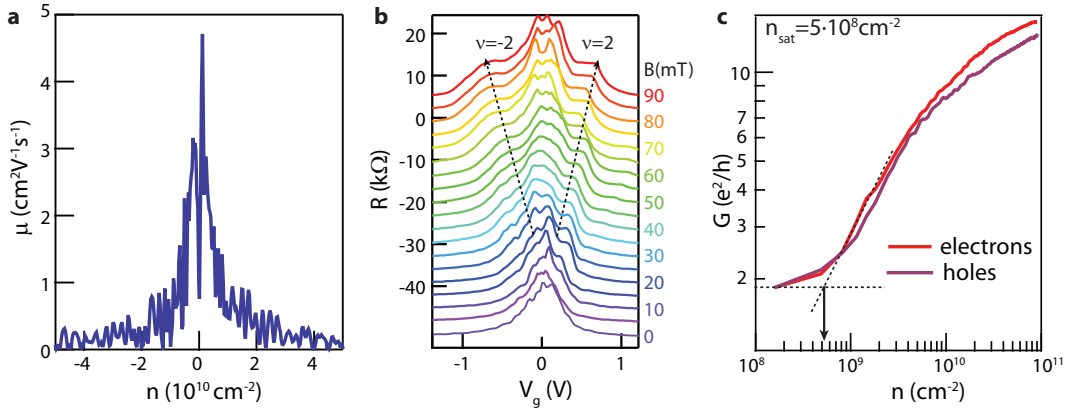 a
μ (cm²V⁻¹s⁻¹)
5
4
3
2
1
0
-4
-2
0
2
4
n (10¹⁰ cm⁻²)
b
R (kΩ)
20
10
0
-10
-20
-30
-40
ν=-2
ν=2
B(mT)
90
80
70
60
50
40
30
20
10
0
-1
0
1
V_g (V)
c
n_sat=5·10⁸cm⁻²
G (e²/h)
10
8
7
6
5
4
3
2
electrons
holes
10⁸
10⁹
10¹⁰
10¹¹
n (cm⁻²)